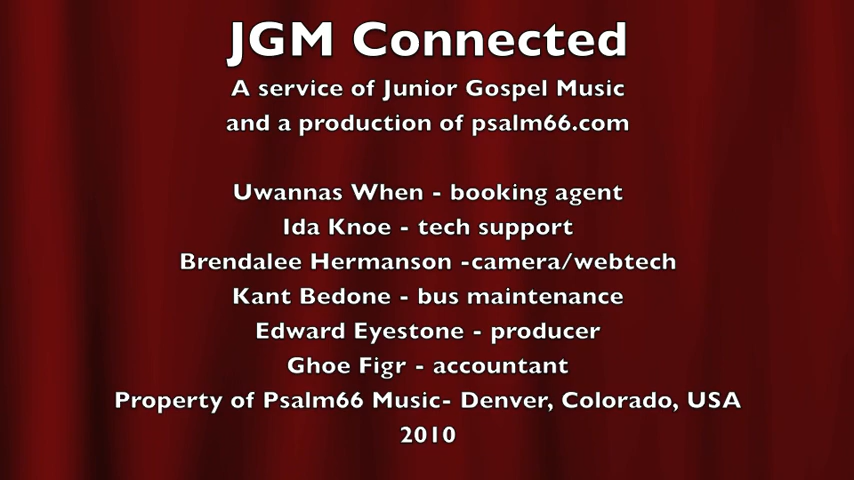 JGM Connected
A service of Junior Gospel Music
and a production of psalm66.com
Uwannas When - booking agent
Ida Knoe - tech support
Brendalee Hermanson -camera/webtech
Kant Bedone - bus maintenance
Edward Eyestone - producer
Ghoe Figr - accountant
Property of Psalm66 Music- Denver, Colorado, USA
2010